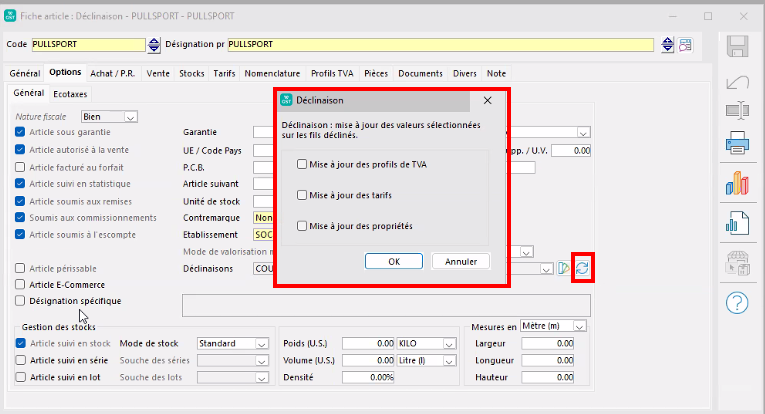 Fiche article : Déclinaison - PULLSPORT - PULLSPORT
Code PULLSPORT Désignation pr PULLSPORT
Général Options Achat / P.R. Vente Stocks Tarifs Nomenclature Profils TVA Pièces Documents Divers Note
Général Ecotaxes
Nature fiscale Bien
Article sous garantie Garantie
Article autorisé à la vente UE / Code Pays pp. / U.V. 0.00
Article facturé au forfait P.C.B.
Article suivi en statistique Article suivant
Article soumis aux remises Unité de stock
Soumis aux commissionnements Contremarque Non
Article soumis à l'escompte Etablissement SOC
Mode de valorisation
Article périssable Déclinaisons COU
Article E-Commerce
Désignation spécifique
Déclinaison
Déclinaison : mise à jour des valeurs sélectionnées
sur les fils déclinés.
Mise à jour des profils de TVA
Mise à jour des tarifs
Mise à jour des propriétés
OK Annuler
Gestion des stocks Mesures en Mètre (m)
Article suivi en stock Mode de stock Standard Poids (U.S.) 0.00 KILO Largeur 0.00
Article suivi en série Souche des séries Volume (U.S.) 0.00 Litre (l) Longueur 0.00
Article suivi en lot Souche des lots Densité 0.00% Hauteur 0.00